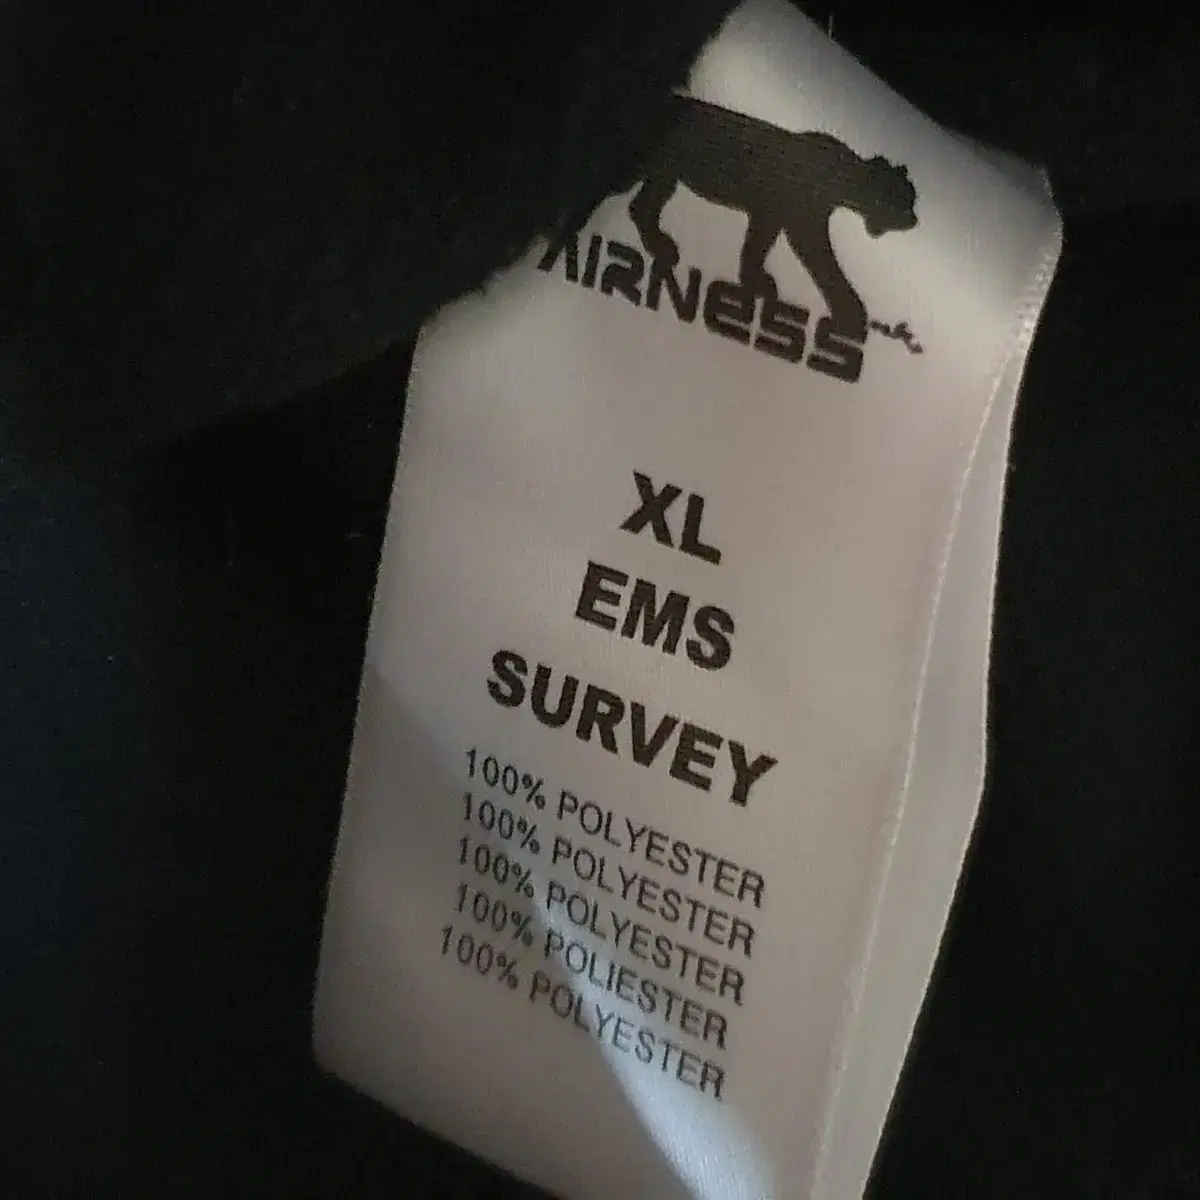 AIRNESS
XL
EMS
SURVEY
100% POLYESTER
100% POLYESTER
100% POLYESTER
100% POLIESTER
100% POLYESTER